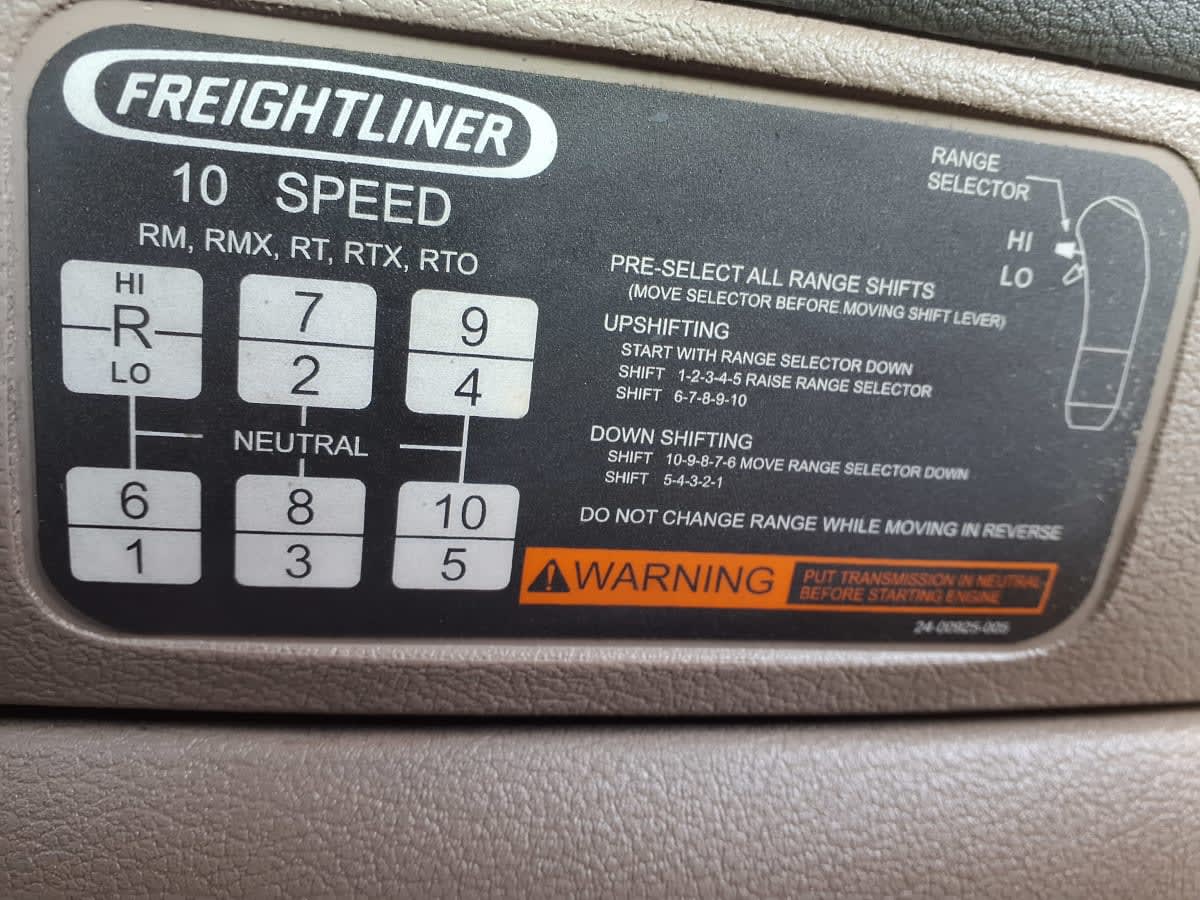 FREIGHTLINER
10 SPEED
RM, RMX, RT, RTX, RTO
HI
R
LO
7
2
9
4
NEUTRAL
6
1
8
3
10
5
RANGE
SELECTOR
HI
LO
PRE-SELECT ALL RANGE SHIFTS
(MOVE SELECTOR BEFORE MOVING SHIFT LEVER)
UPSHIFTING
START WITH RANGE SELECTOR DOWN
SHIFT 1-2-3-4-5 RAISE RANGE SELECTOR
SHIFT 6-7-8-9-10
DOWN SHIFTING
SHIFT 10-9-8-7-6 MOVE RANGE SELECTOR DOWN
SHIFT 5-4-3-2-1
DO NOT CHANGE RANGE WHILE MOVING IN REVERSE
WARNING
PUT TRANSMISSION IN NEUTRAL
BEFORE STARTING ENGINE
24-00925-005